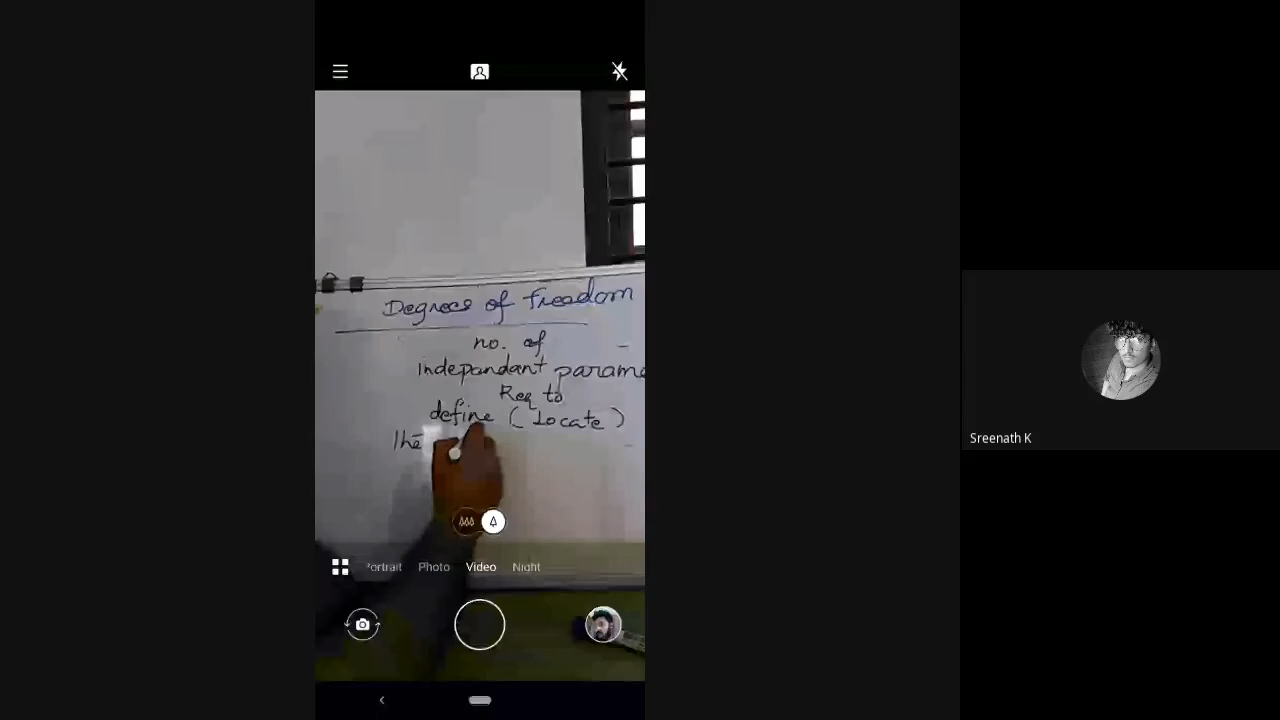 Degrees of freedom
no. of
independant parame
Req to
define (Locate)
The
Portrait Photo Video Night
Sreenath K